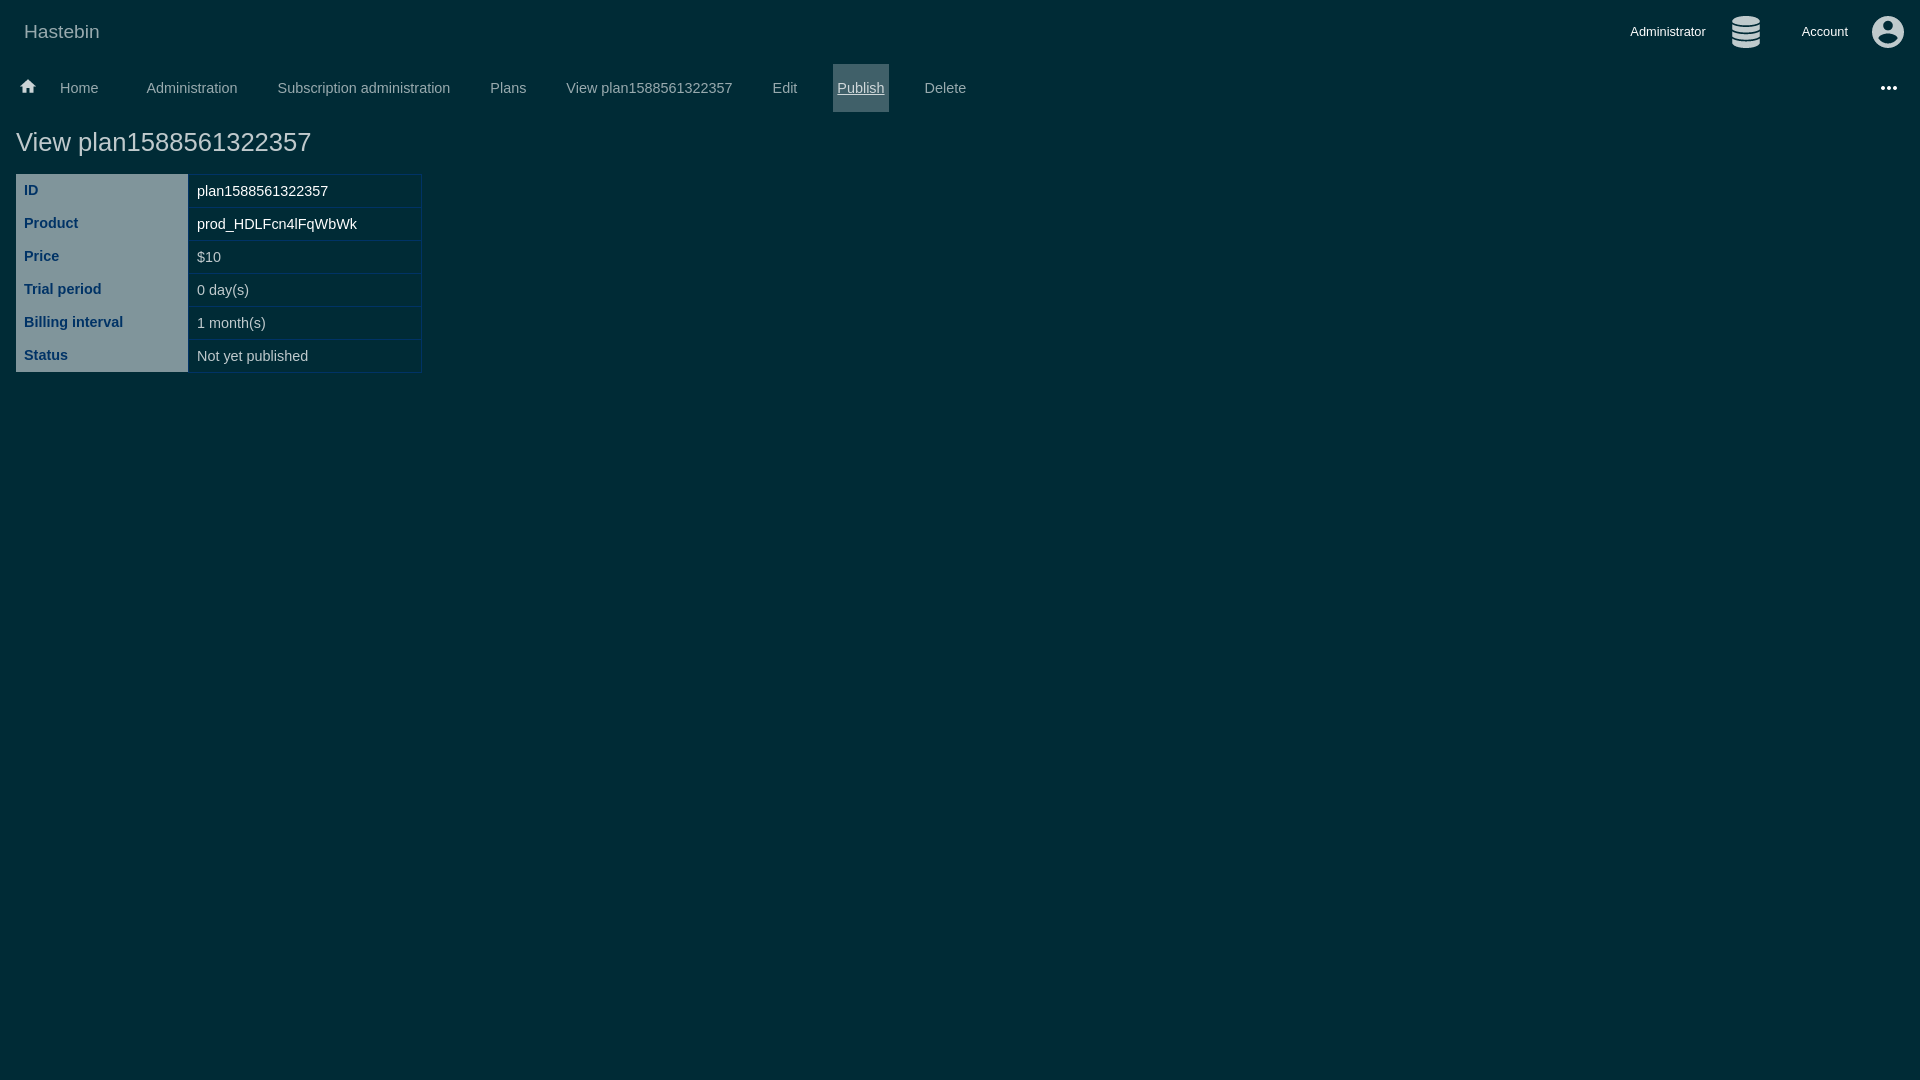 Hastebin
Administrator
Account
Home
Administration
Subscription administration
Plans
View plan1588561322357
Edit
Publish
Delete
View plan1588561322357
ID plan1588561322357
Product prod_HDLFcn4lFqWbWk
Price $10
Trial period 0 day(s)
Billing interval 1 month(s)
Status Not yet published